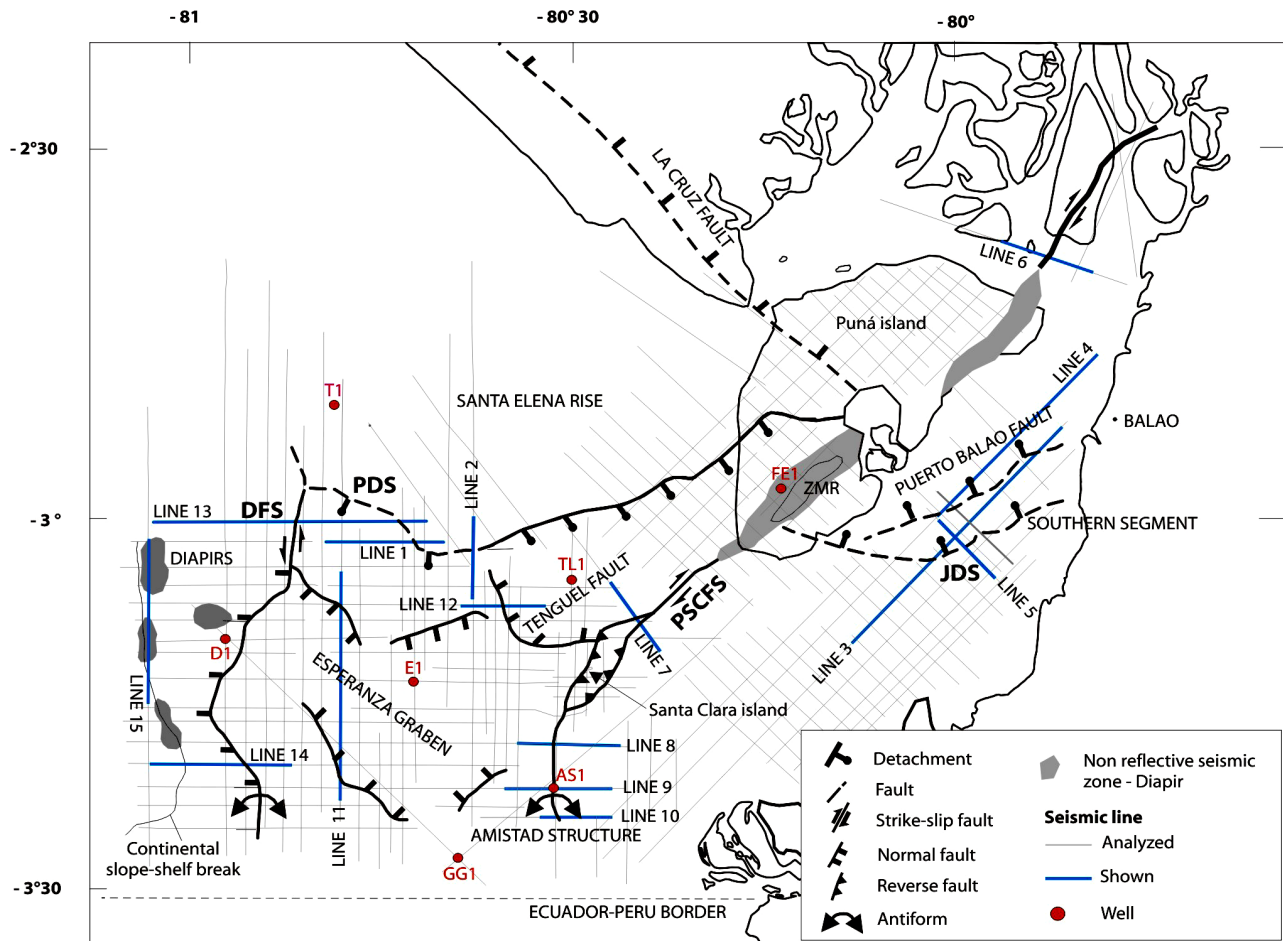 - 81
- 80° 30
- 80°
- 2°30
LA CRUZ FAULT
LINE 6
Puná island
LINE 4
T1
SANTA ELENA RISE
BALAO
PUERTO BALAO FAULT
LINE 2
FE1
ZMR
PDS
DFS
LINE 13
- 3°
SOUTHERN SEGMENT
LINE 1
DIAPIRS
TL1
JDS
LINE 5
LINE 12
TENGUEL FAULT
PSCFS
LINE 7
D1
E1
LINE 3
ESPERANZA GRABEN
LINE 15
Santa Clara island
LINE 14
LINE 8
AS1
LINE 9
LINE 10
LINE 11
AMISTAD STRUCTURE
Continental
slope-shelf break
GG1
- 3°30
ECUADOR-PERU BORDER
Detachment
Fault
Strike-slip fault
Normal fault
Reverse fault
Antiform
Non reflective seismic
zone - Diapir
Seismic line
Analyzed
Shown
Well